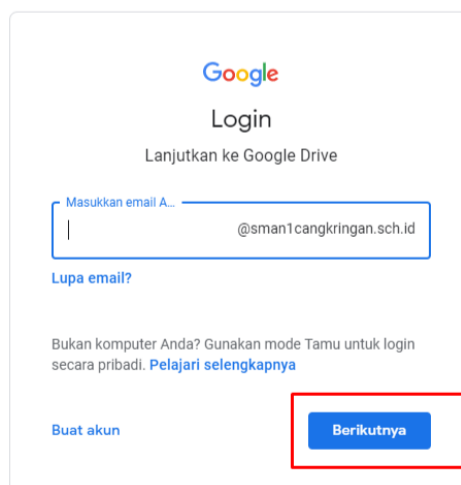 Google
Login
Lanjutkan ke Google Drive
Masukkan email A...
@sman1cangkringan.sch.id
Lupa email?
Bukan komputer Anda? Gunakan mode Tamu untuk login
secara pribadi. Pelajari selengkapnya
Buat akun
Berikutnya